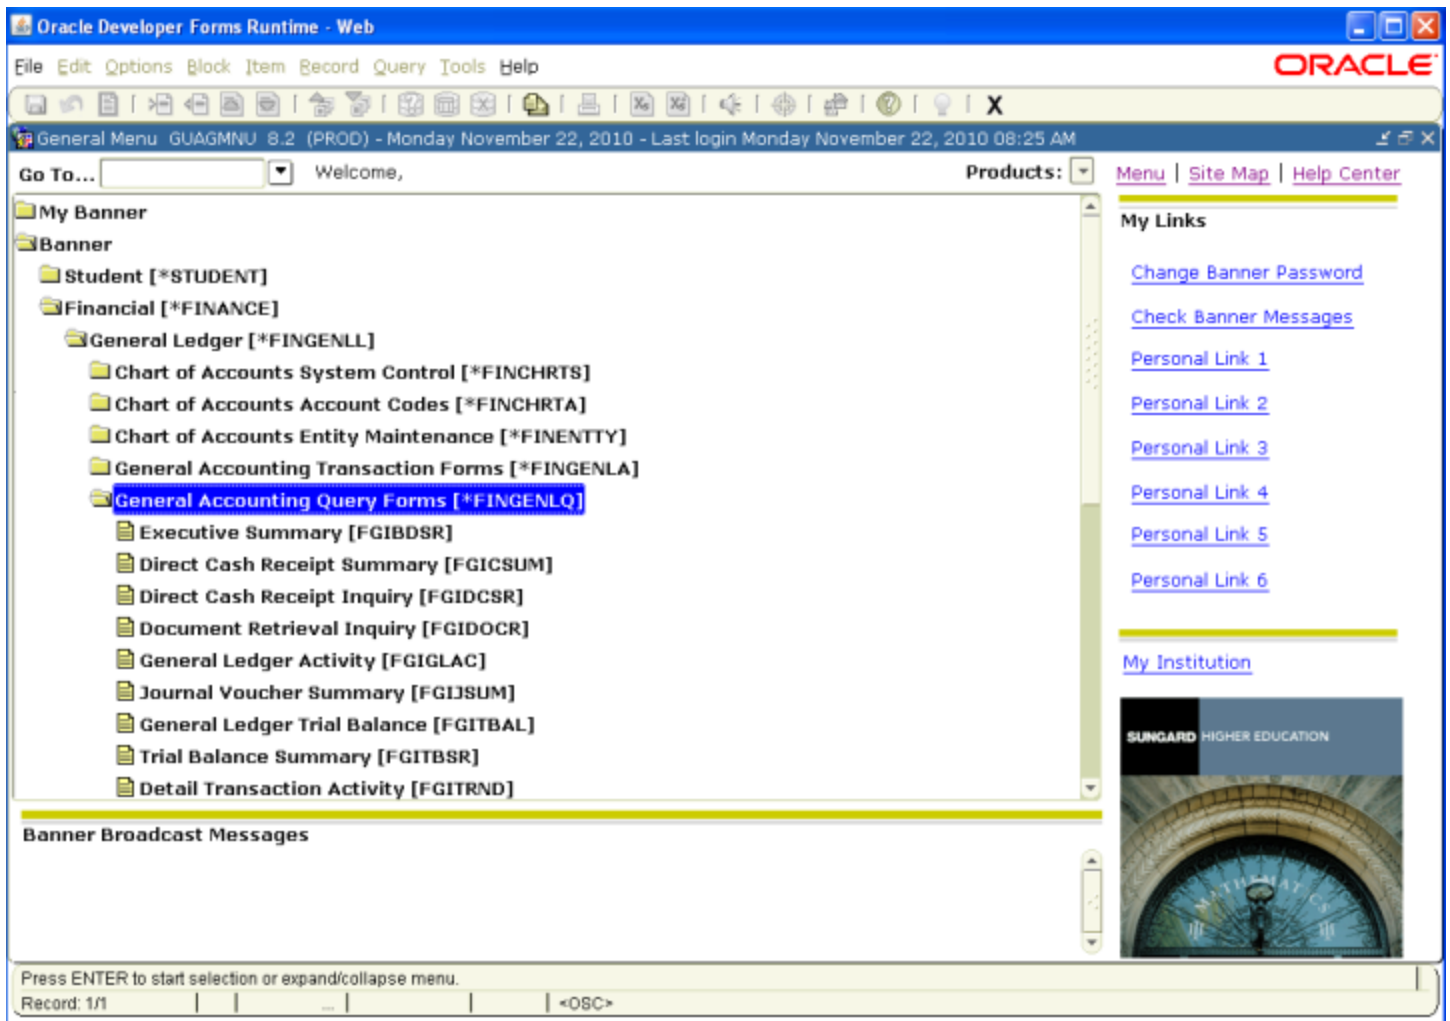 Oracle Developer Forms Runtime - Web
File Edit Options Block Item Record Query Tools Help
ORACLE
General Menu GUAGMNU 8.2 (PROD) - Monday November 22, 2010 - Last login Monday November 22, 2010 08:25 AM
Go To... Welcome, Products: Menu | Site Map | Help Center
My Banner
Banner
Student [*STUDENT]
Financial [*FINANCE]
General Ledger [*FINGENLL]
Chart of Accounts System Control [*FINCHRTS]
Chart of Accounts Account Codes [*FINCHRTA]
Chart of Accounts Entity Maintenance [*FINENTTY]
General Accounting Transaction Forms [*FINGENLA]
General Accounting Query Forms [*FINGENLQ]
Executive Summary [FGIBDSR]
Direct Cash Receipt Summary [FGICSUM]
Direct Cash Receipt Inquiry [FGIDCSR]
Document Retrieval Inquiry [FGIDOCR]
General Ledger Activity [FGIGLAC]
Journal Voucher Summary [FGIJSUM]
General Ledger Trial Balance [FGITBAL]
Trial Balance Summary [FGITBSR]
Detail Transaction Activity [FGITRND]
My Links
Change Banner Password
Check Banner Messages
Personal Link 1
Personal Link 2
Personal Link 3
Personal Link 4
Personal Link 5
Personal Link 6
My Institution
SUNGARD HIGHER EDUCATION
MATHEMATICS
Banner Broadcast Messages
Press ENTER to start selection or expand/collapse menu.
Record: 1/1 ... <OSC>